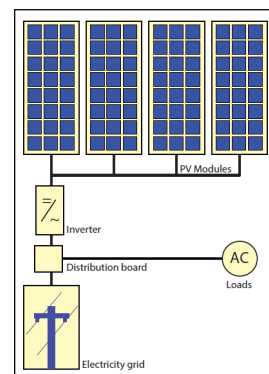 PV Modules
Inverter
Distribution board
AC
Loads
Electricity grid